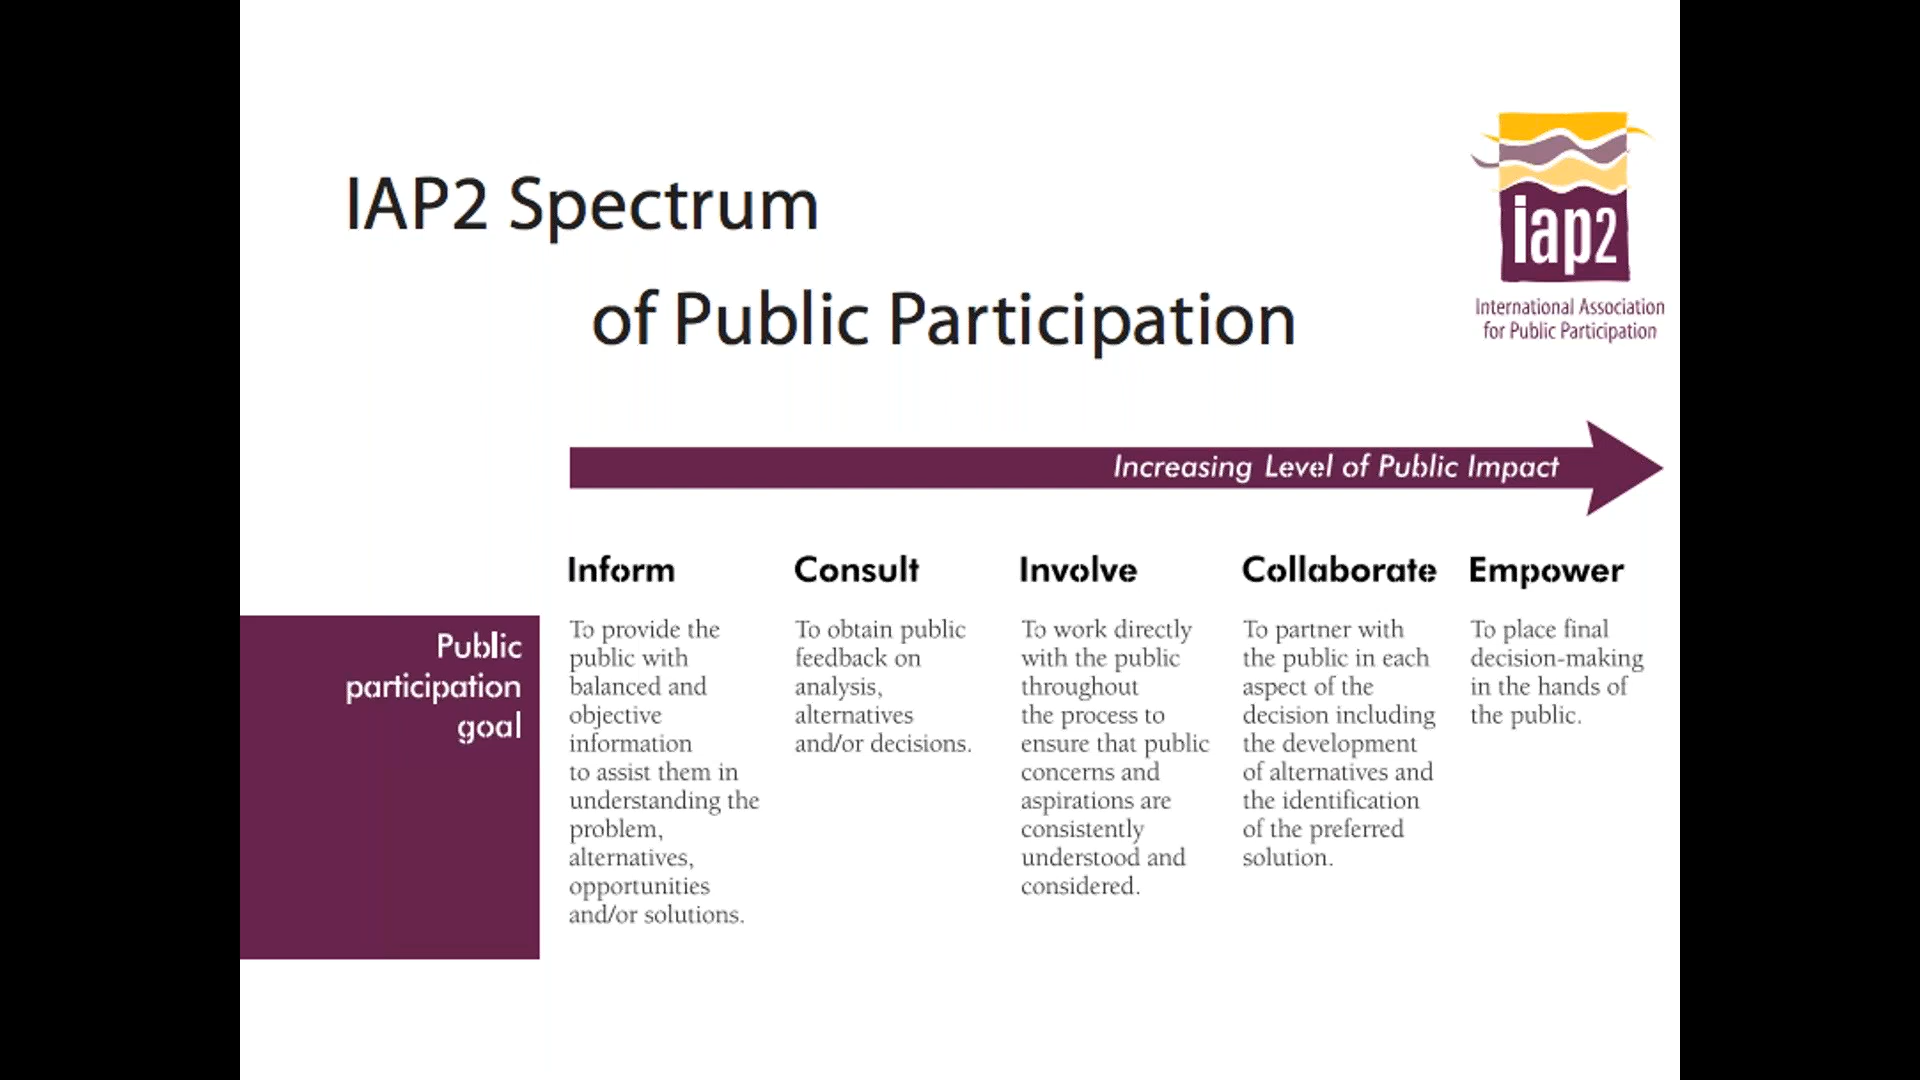 IAP2 Spectrum
of Public Participation
iap2
International Association
for Public Participation
Increasing Level of Public Impact
Inform
Consult
Involve
Collaborate
Empower
Public
participation
goal
To provide the
public with
balanced and
objective
information
to assist them in
understanding the
problem,
alternatives,
opportunities
and/or solutions.
To obtain public
feedback on
analysis,
alternatives
and/or decisions.
To work directly
with the public
throughout
the process to
ensure that public
concerns and
aspirations are
consistently
understood and
considered.
To partner with
the public in each
aspect of the
decision including
the development
of alternatives and
the identification
of the preferred
solution.
To place final
decision-making
in the hands of
the public.